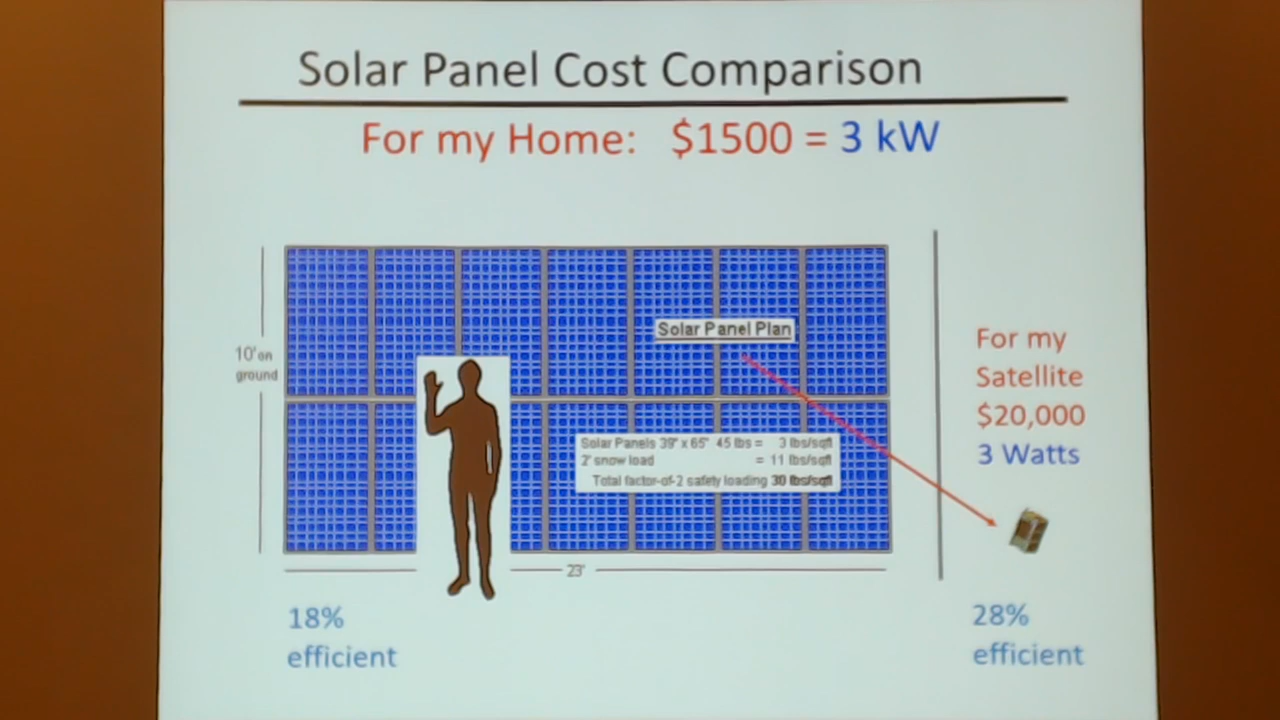 Solar Panel Cost Comparison
For my Home: $1500 = 3 kW
Solar Panel Plan
10' on
ground
Solar Panels 39" x 65" 45 lbs = 3 lbs/sqft
2' snow load = 11 lbs/sqft
Total factor-of-2 safety loading 30 lbs/sqft
23'
18%
efficient
For my
Satellite
$20,000
3 Watts
28%
efficient